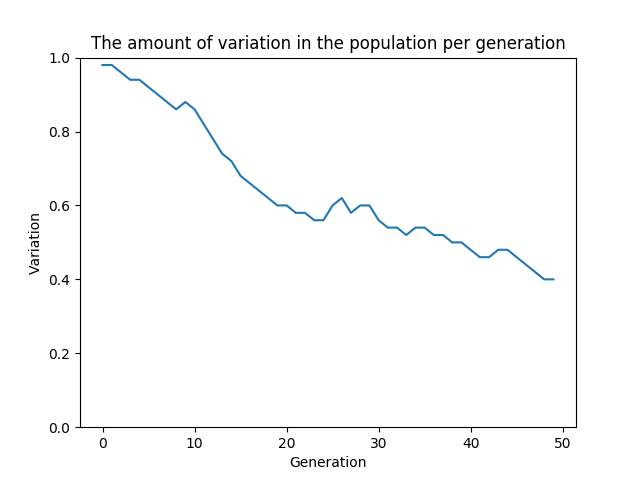 The amount of variation in the population per generation
1.0
0.8
0.6
0.4
0.2
0.0
Variation
0 10 20 30 40 50
Generation